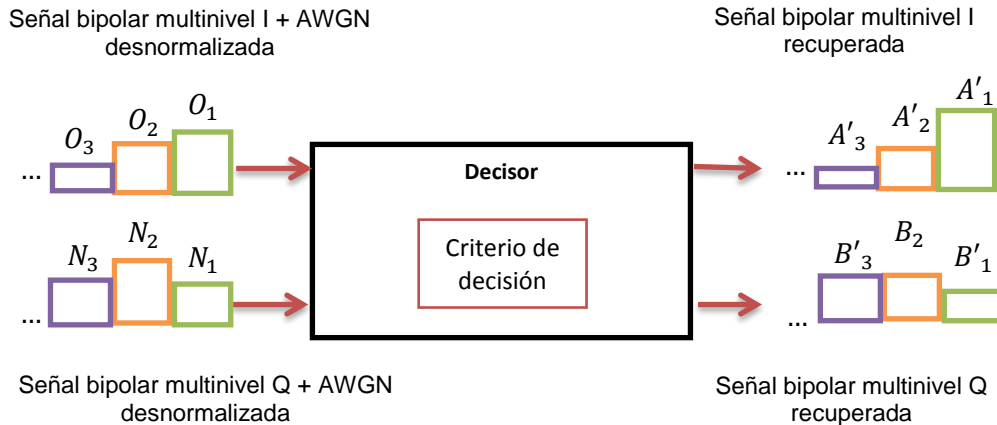 Señal bipolar multinivel I + AWGN
desnormalizada
Señal bipolar multinivel I
recuperada
... O₃ O₂ O₁
Decisor
Criterio de
decisión
... A'₃ A'₂ A'₁
... N₃ N₂ N₁
... B'₃ B₂ B'₁
Señal bipolar multinivel Q + AWGN
desnormalizada
Señal bipolar multinivel Q
recuperada